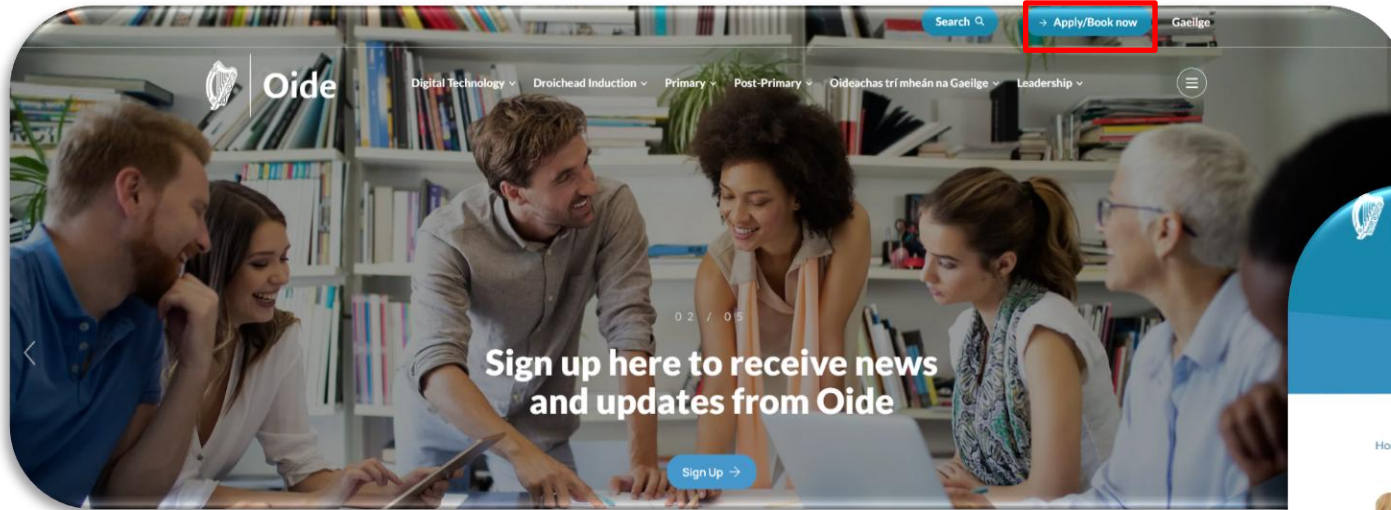 Search
→ Apply/Book now
Gaeilge
Oide
Digital Technology
Droichead Induction
Primary
Post-Primary
Oideachas trí mheán na Gaeilge
Leadership
02 / 05
Sign up here to receive news
and updates from Oide
Sign Up →